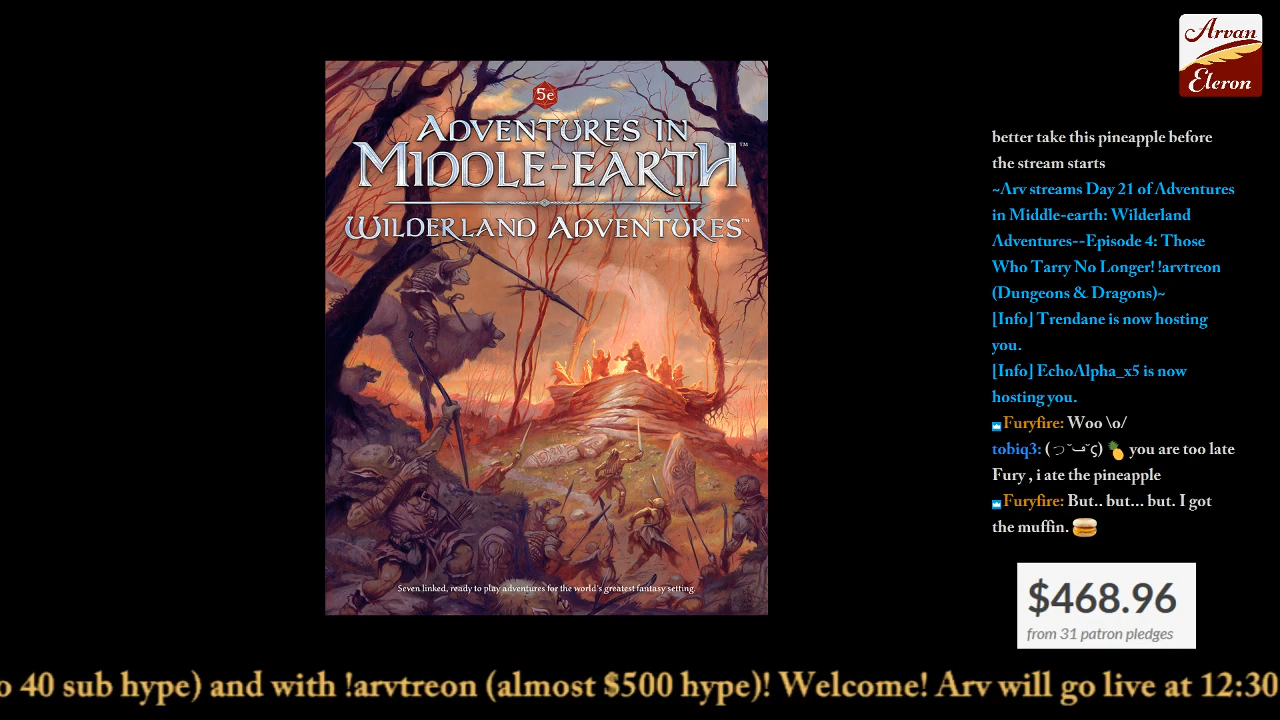 Arvan
Eleron
5e
ADVENTURES IN
MIDDLE-EARTH™
WILDERLAND ADVENTURES™
Seven linked, ready to play adventures for the world's greatest fantasy setting.
better take this pineapple before
the stream starts
~Arv streams Day 21 of Adventures
in Middle-earth: Wilderland
Adventures--Episode 4: Those
Who Tarry No Longer! !arvtreon
(Dungeons & Dragons)~
[Info] Trendane is now hosting
you.
[Info] EchoAlpha_x5 is now
hosting you.
Furyfire: Woo \o/
tobiq3: (っ˘ڡ˘ς) 🍍 you are too late
Fury , i ate the pineapple
Furyfire: But.. but... but. I got
the muffin.
$468.96
from 31 patron pledges
o 40 sub hype) and with !arvtreon (almost $500 hype)! Welcome! Arv will go live at 12:30